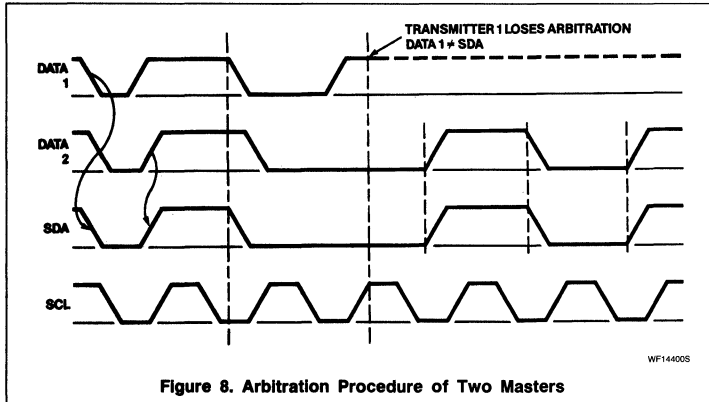 TRANSMITTER 1 LOSES ARBITRATION
DATA 1 ≠ SDA
DATA
1
DATA
2
SDA
SCL
WF14400S
Figure 8. Arbitration Procedure of Two Masters